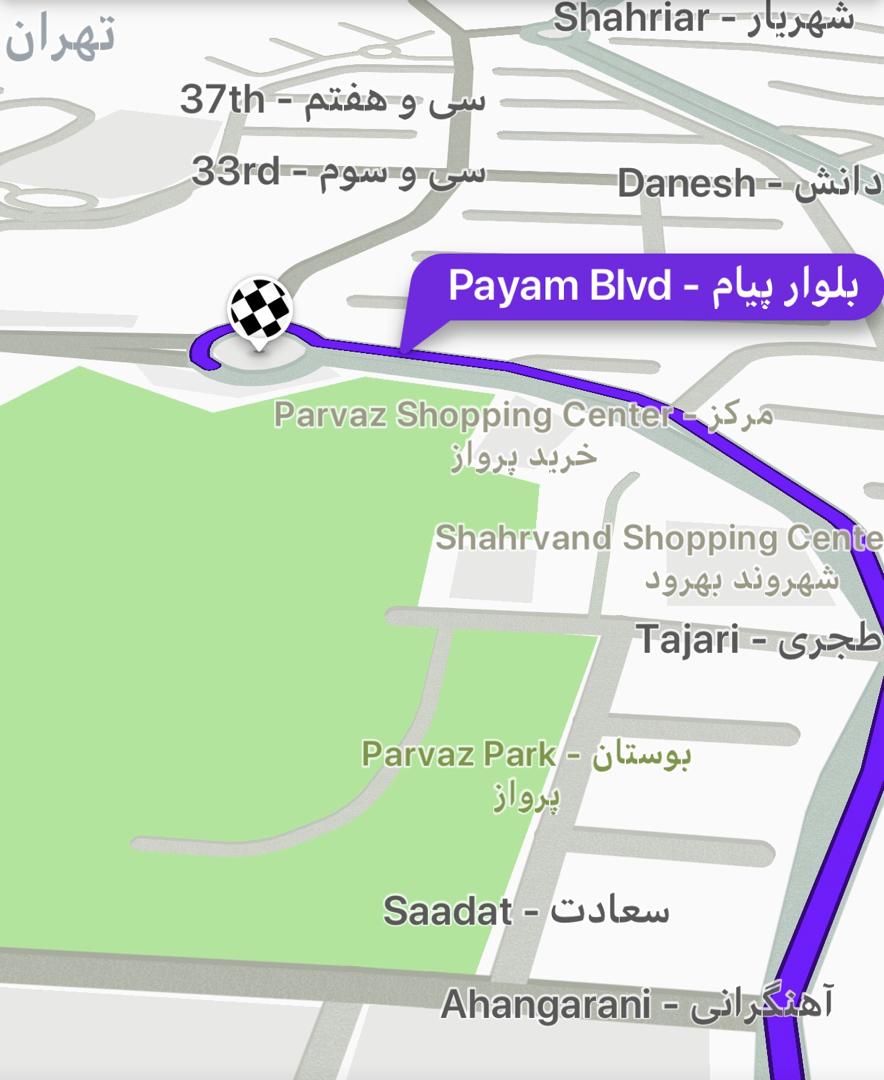 Shahriar - شهریار
تهران
37th - سی و هفتم
33rd - سی و سوم
Danesh - دانش
Payam Blvd - بلوار پیام
Parvaz Shopping Center - مرکز
خرید پرواز
Shahrvand Shopping Cente
شهروند بهرود
Tajari - طجری
Parvaz Park - بوستان
پرواز
Saadat - سعادت
Ahangarani - آهنگرانی